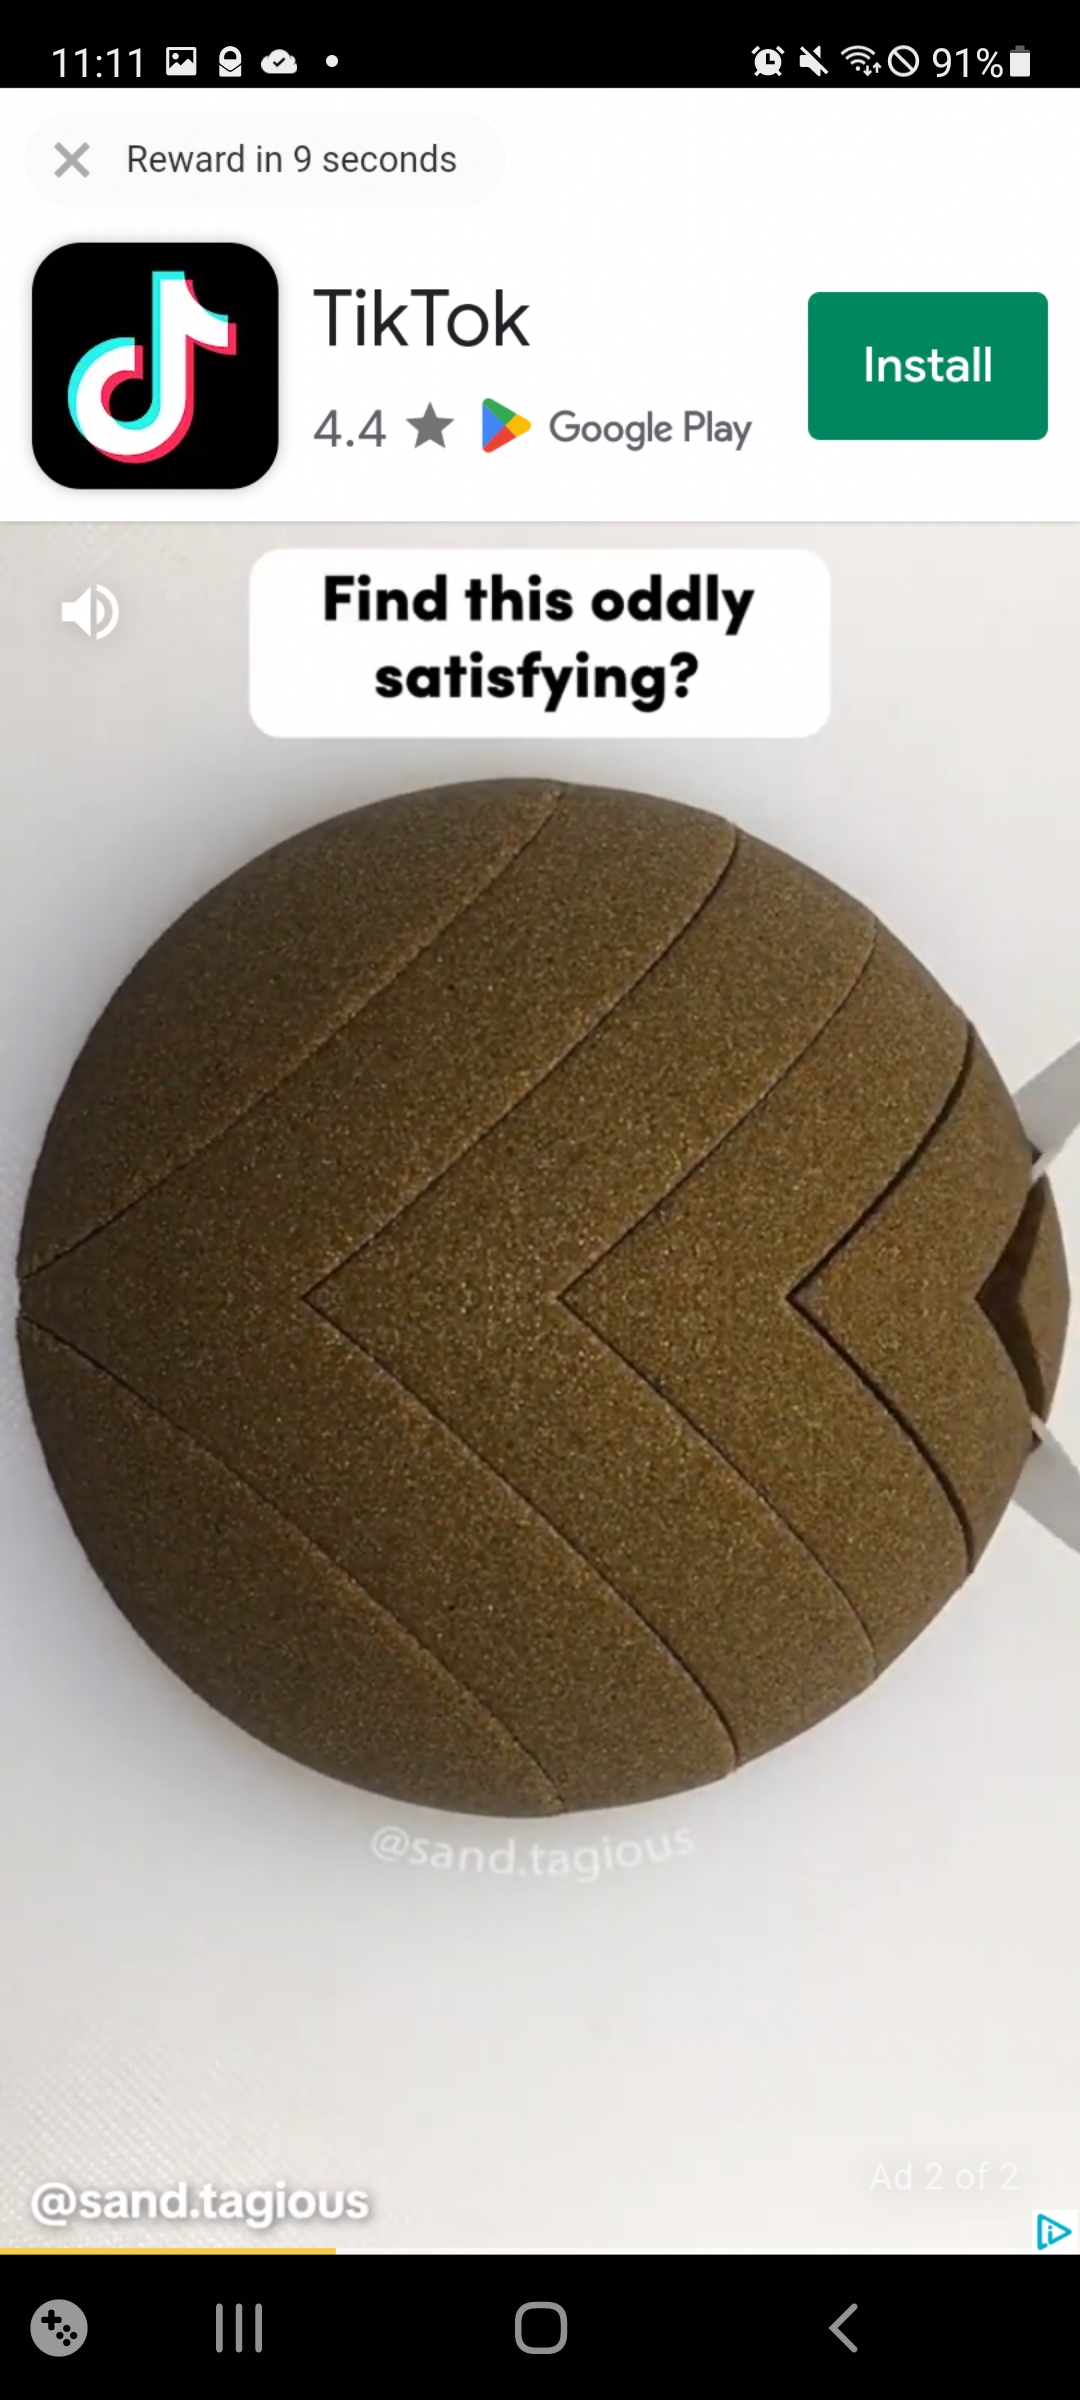 11:11
91%
Reward in 9 seconds
TikTok
Install
4.4
Google Play
Find this oddly
satisfying?
@sand.tagious
Ad 2 of 2
@sand.tagious